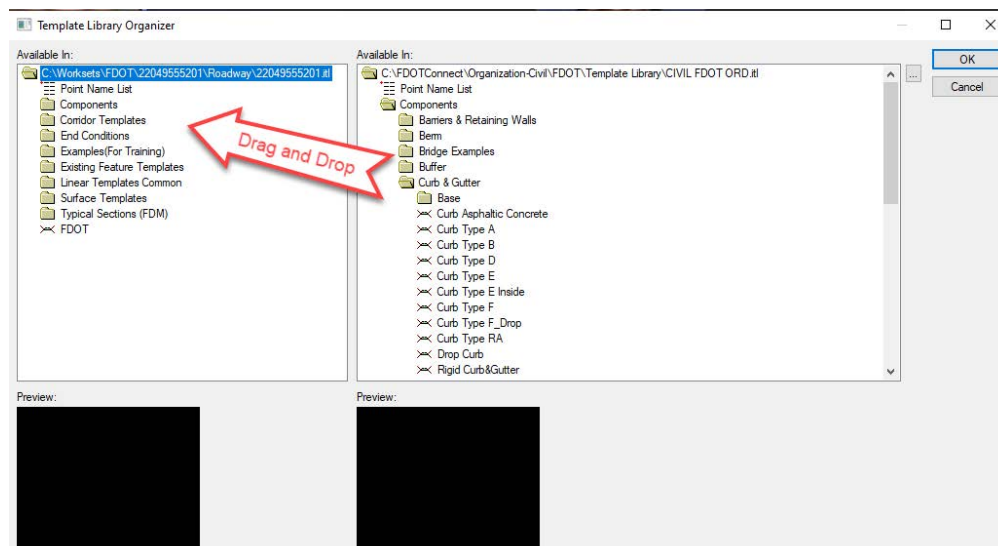 Template Library Organizer
Available In:
C:\Worksets\FDOT\22049555201\Roadway\22049555201.itl
Point Name List
Components
Corridor Templates
End Conditions
Examples(For Training)
Existing Feature Templates
Linear Templates Common
Surface Templates
Typical Sections (FDM)
FDOT
Drag and Drop
Available In:
C:\FDOTConnect\Organization-Civil\FDOT\Template Library\CIVIL FDOT ORD.itl
Point Name List
Components
Barriers & Retaining Walls
Berm
Bridge Examples
Buffer
Curb & Gutter
Base
Curb Asphaltic Concrete
Curb Type A
Curb Type B
Curb Type D
Curb Type E
Curb Type E Inside
Curb Type F
Curb Type F_Drop
Curb Type RA
Drop Curb
Rigid Curb&Gutter
...
OK
Cancel
Preview:
Preview: